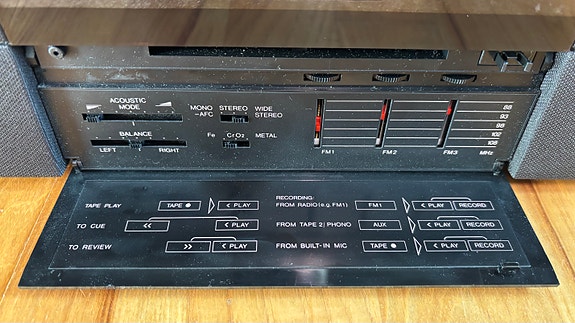 ACOUSTIC MODE
MONO -AFC STEREO WIDE STEREO
Fe CrO2 METAL
BALANCE
LEFT RIGHT
88
93
98
102
108
FM1 FM2 FM3 MHz
TAPE PLAY TAPE ● < PLAY
TO CUE << < PLAY
TO REVIEW >> < PLAY
RECORDING:
FROM RADIO (e.g. FM1) FM1 < PLAY RECORD
FROM TAPE 2 / PHONO AUX < PLAY RECORD
FROM BUILT-IN MIC TAPE ● < PLAY RECORD